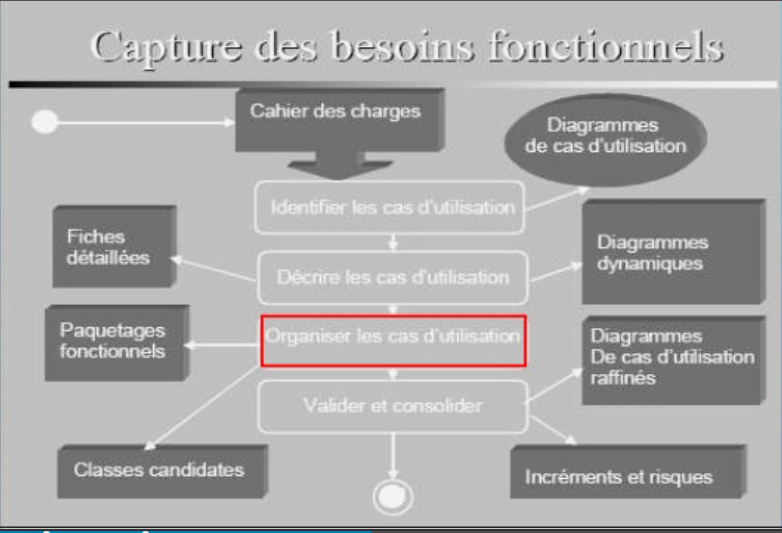 Capture des besoins fonctionnels
Cahier des charges
Diagrammes
de cas d'utilisation
Identifier les cas d'utilisation
Fiches
détaillées
Décrire les cas d'utilisation
Diagrammes
dynamiques
Paquetages
fonctionnels
Organiser les cas d'utilisation
Diagrammes
De cas d'utilisation
raffinés
Valider et consolider
Classes candidates
Incréments et risques